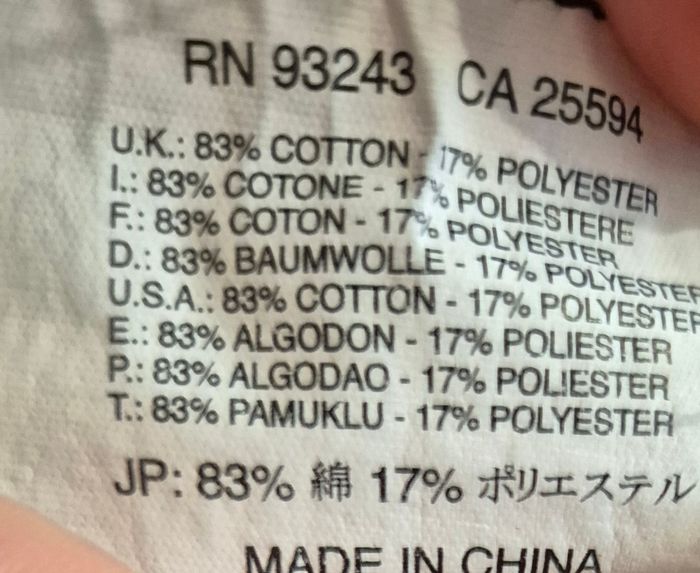 RN 93243 CA 25594
U.K.: 83% COTTON - 17% POLYESTER
I.: 83% COTONE - 17% POLIESTERE
F.: 83% COTON - 17% POLYESTER
D.: 83% BAUMWOLLE - 17% POLYESTER
U.S.A.: 83% COTTON - 17% POLYESTER
E.: 83% ALGODON - 17% POLIESTER
P.: 83% ALGODAO - 17% POLIESTER
T.: 83% PAMUKLU - 17% POLYESTER
JP: 83% 綿 17% ポリエステル
MADE IN CHINA